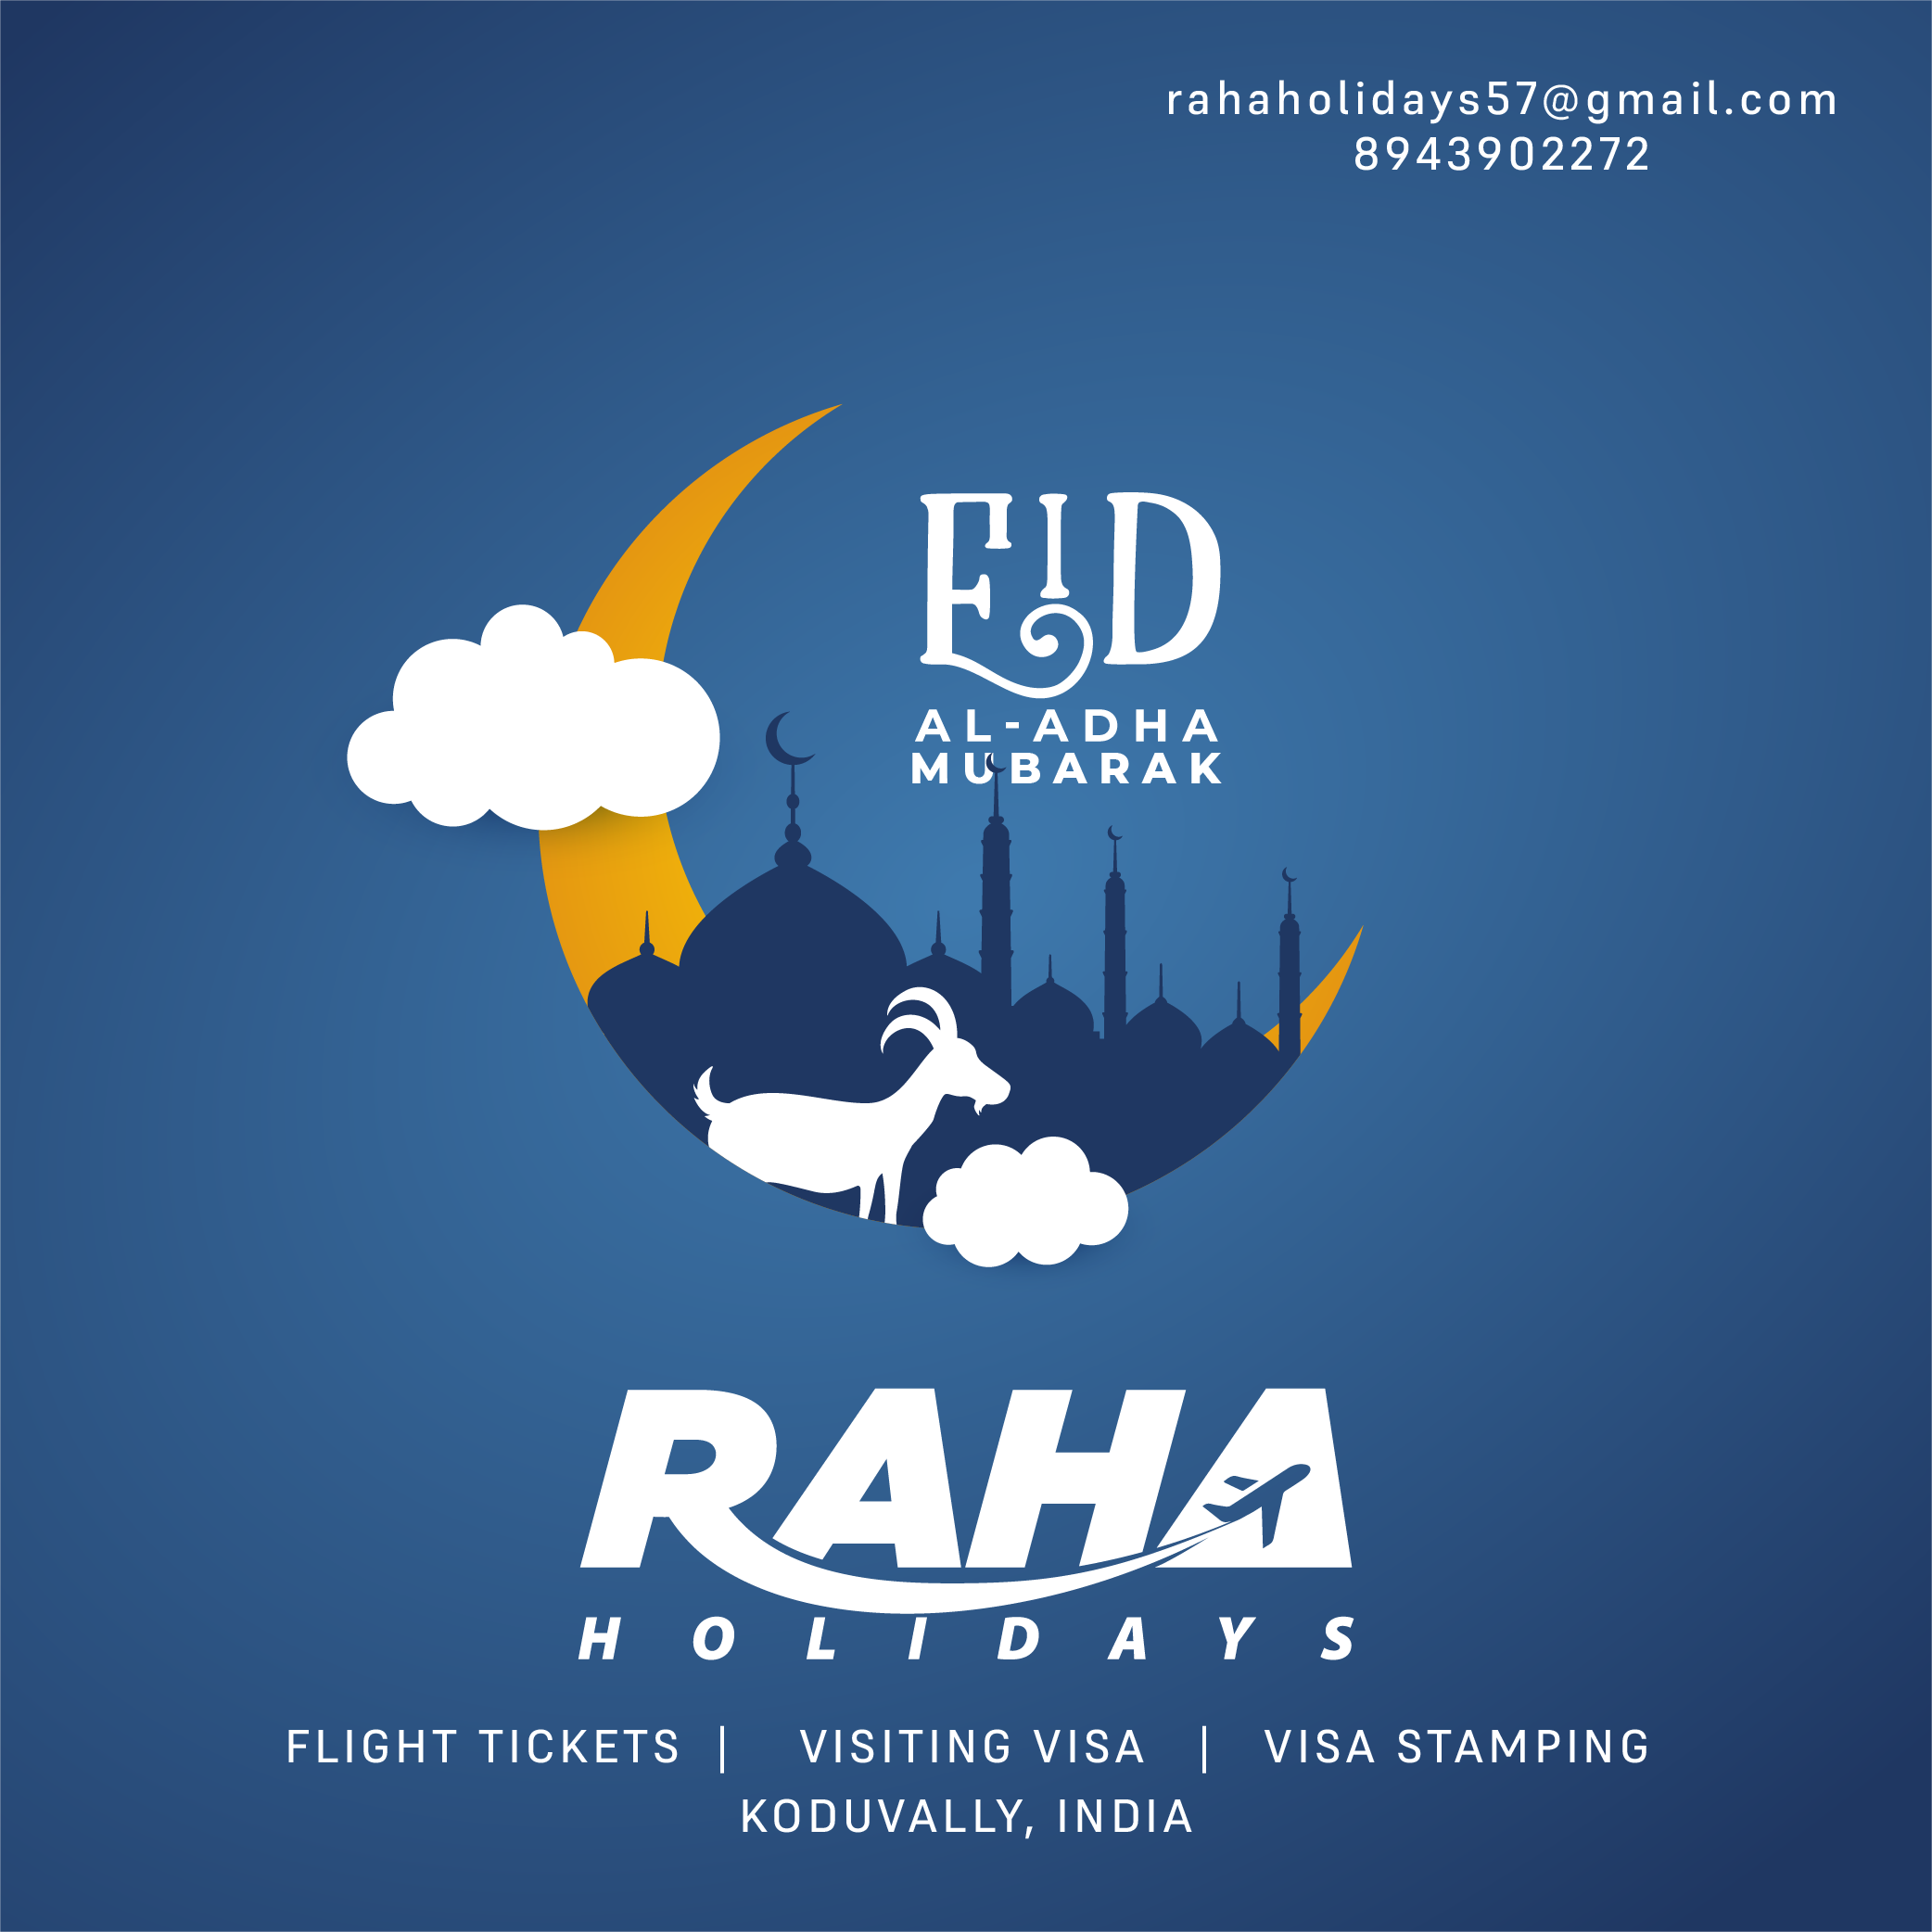 rahaholidays57@gmail.com
8943902272
EID
AL-ADHA
MUBARAK
RAHA
HOLIDAYS
FLIGHT TICKETS | VISITING VISA | VISA STAMPING
KODUVALLY, INDIA